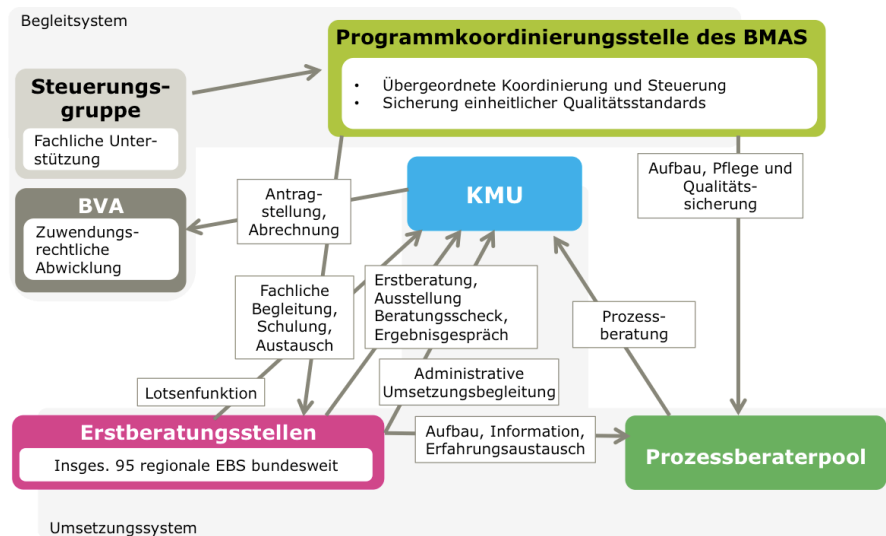 Begleitsystem
Programmkoordinierungsstelle des BMAS
• Übergeordnete Koordinierung und Steuerung
• Sicherung einheitlicher Qualitätsstandards
Steuerungs-
gruppe
Fachliche Unter-
stützung
BVA
Zuwendungs-
rechtliche
Abwicklung
KMU
Antrag-
stellung,
Abrechnung
Aufbau, Pflege und
Qualitäts-
sicherung
Fachliche
Begleitung,
Schulung,
Austausch
Erstberatung,
Ausstellung
Beratungsscheck,
Ergebnisgespräch
Prozess-
beratung
Lotsenfunktion
Administrative
Umsetzungsbegleitung
Erstberatungsstellen
Insges. 95 regionale EBS bundesweit
Aufbau, Information,
Erfahrungsaustausch
Prozessberaterpool
Umsetzungssystem